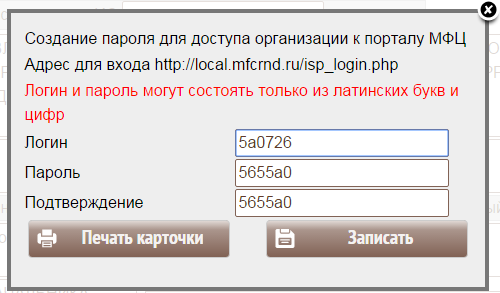 Создание пароля для доступа организации к порталу МФЦ
Адрес для входа http://local.mfcrnd.ru/isp_login.php
Логин и пароль могут состоять только из латинских букв и
цифр
Логин 5a0726
Пароль 5655a0
Подтверждение 5655a0
Печать карточки Записать